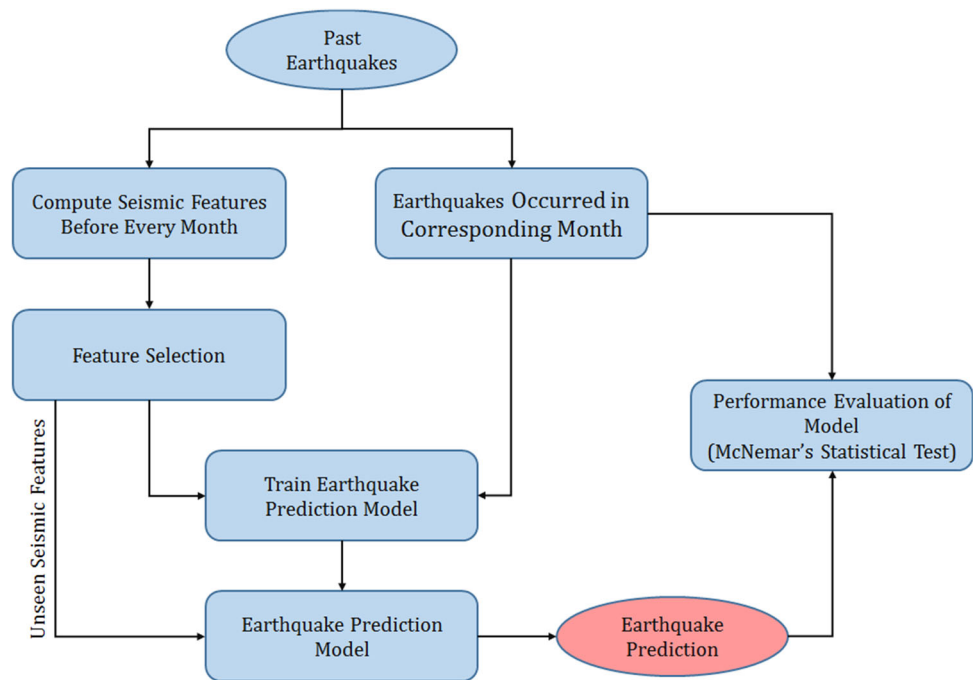 Past
Earthquakes
Compute Seismic Features
Before Every Month
Earthquakes Occurred in
Corresponding Month
Feature Selection
Unseen Seismic Features
Performance Evaluation of
Model
(McNemar's Statistical Test)
Train Earthquake
Prediction Model
Earthquake Prediction
Model
Earthquake
Prediction